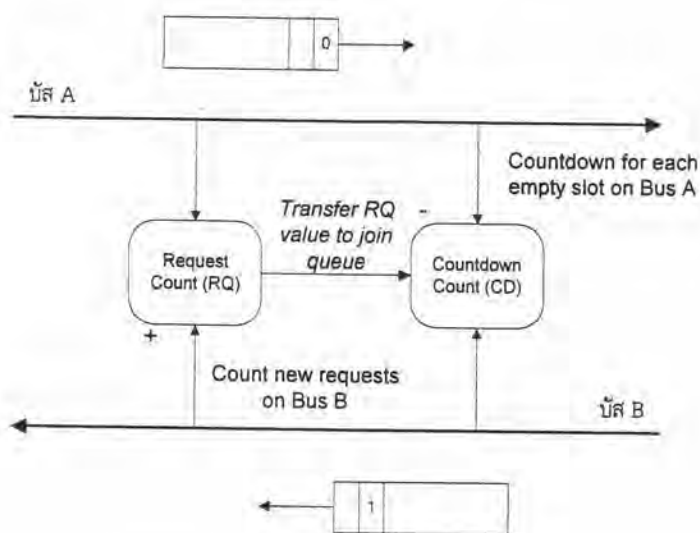 0
บัส A
Countdown for each
empty slot on Bus A
Transfer RQ
value to join
queue
-
Request
Count (RQ)
Countdown
Count (CD)
+
Count new requests
on Bus B
บัส B
1